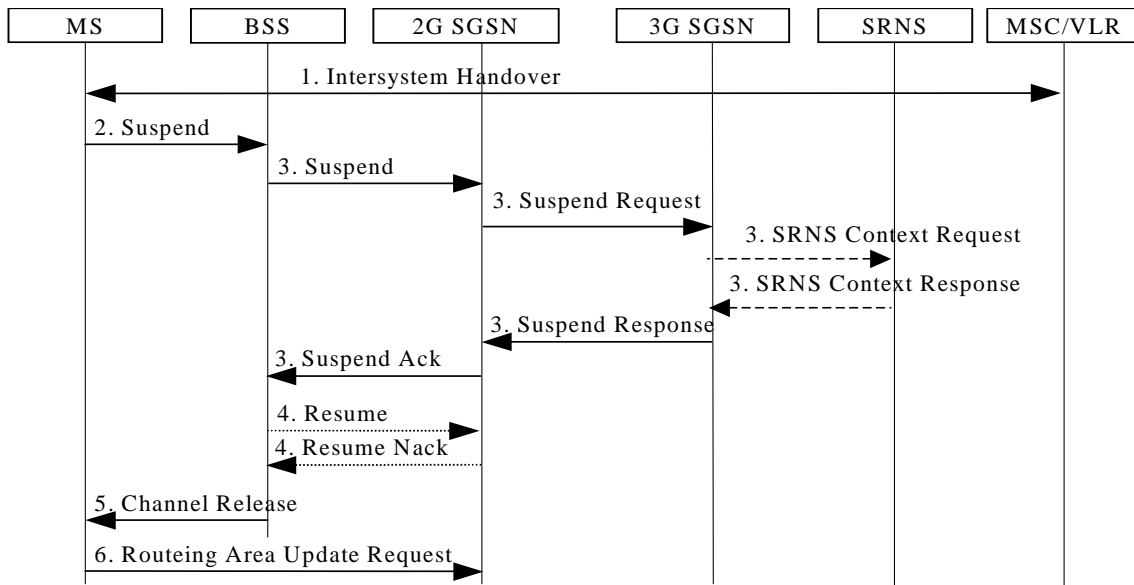 MS BSS 2G SGSN 3G SGSN SRNS MSC/VLR
1. Intersystem Handover
2. Suspend
3. Suspend
3. Suspend Request
3. SRNS Context Request
3. SRNS Context Response
3. Suspend Response
3. Suspend Ack
4. Resume
4. Resume Nack
5. Channel Release
6. Routeing Area Update Request